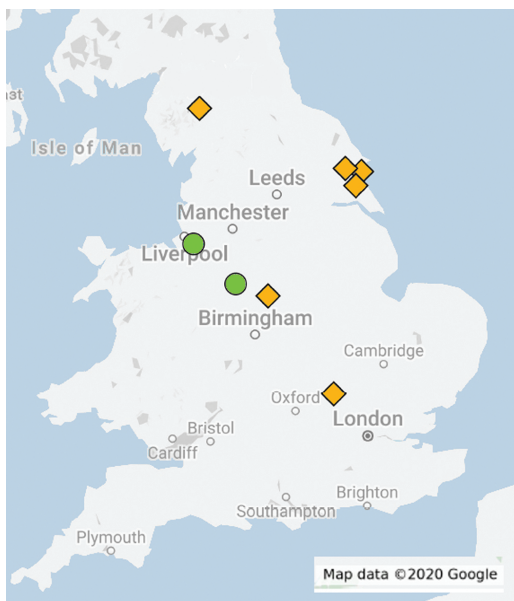 Isle of Man
Leeds
Manchester
Liverpool
Birmingham
Cambridge
Oxford
London
Bristol
Cardiff
Brighton
Southampton
Plymouth
Map data ©2020 Google